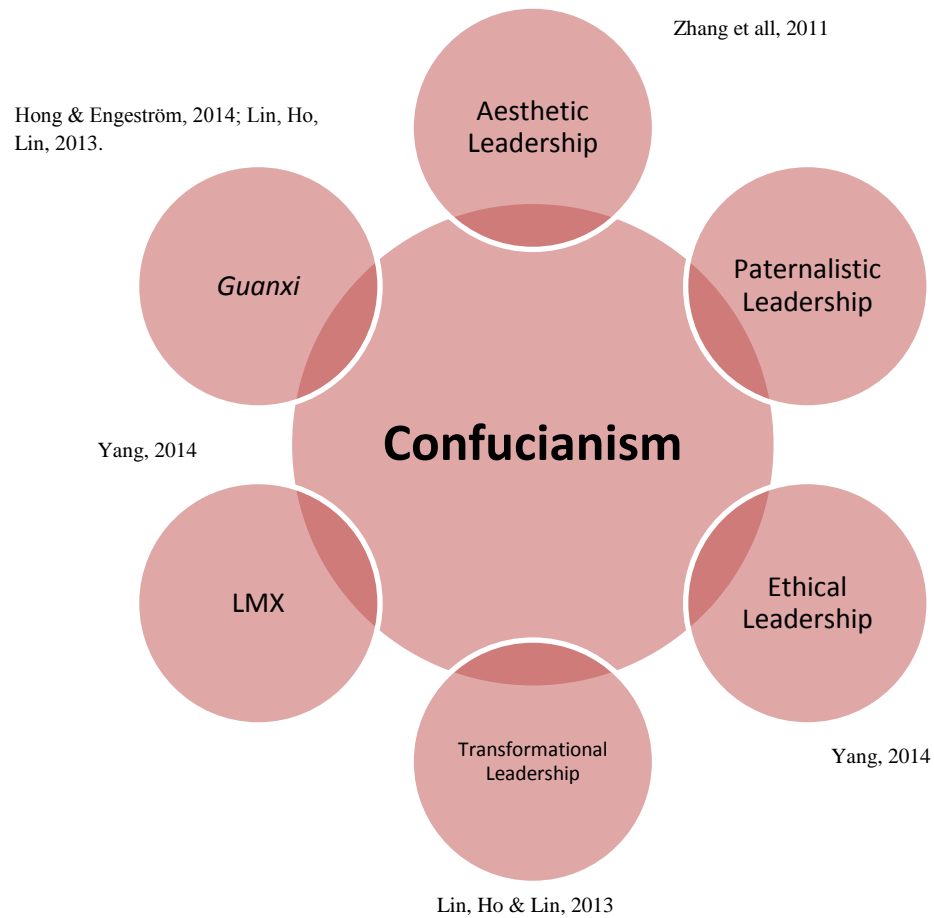 Zhang et all, 2011
Hong & Engeström, 2014; Lin, Ho,
Lin, 2013.
Aesthetic
Leadership
Guanxi
Paternalistic
Leadership
Confucianism
Yang, 2014
LMX
Ethical
Leadership
Transformational
Leadership
Yang, 2014
Lin, Ho & Lin, 2013